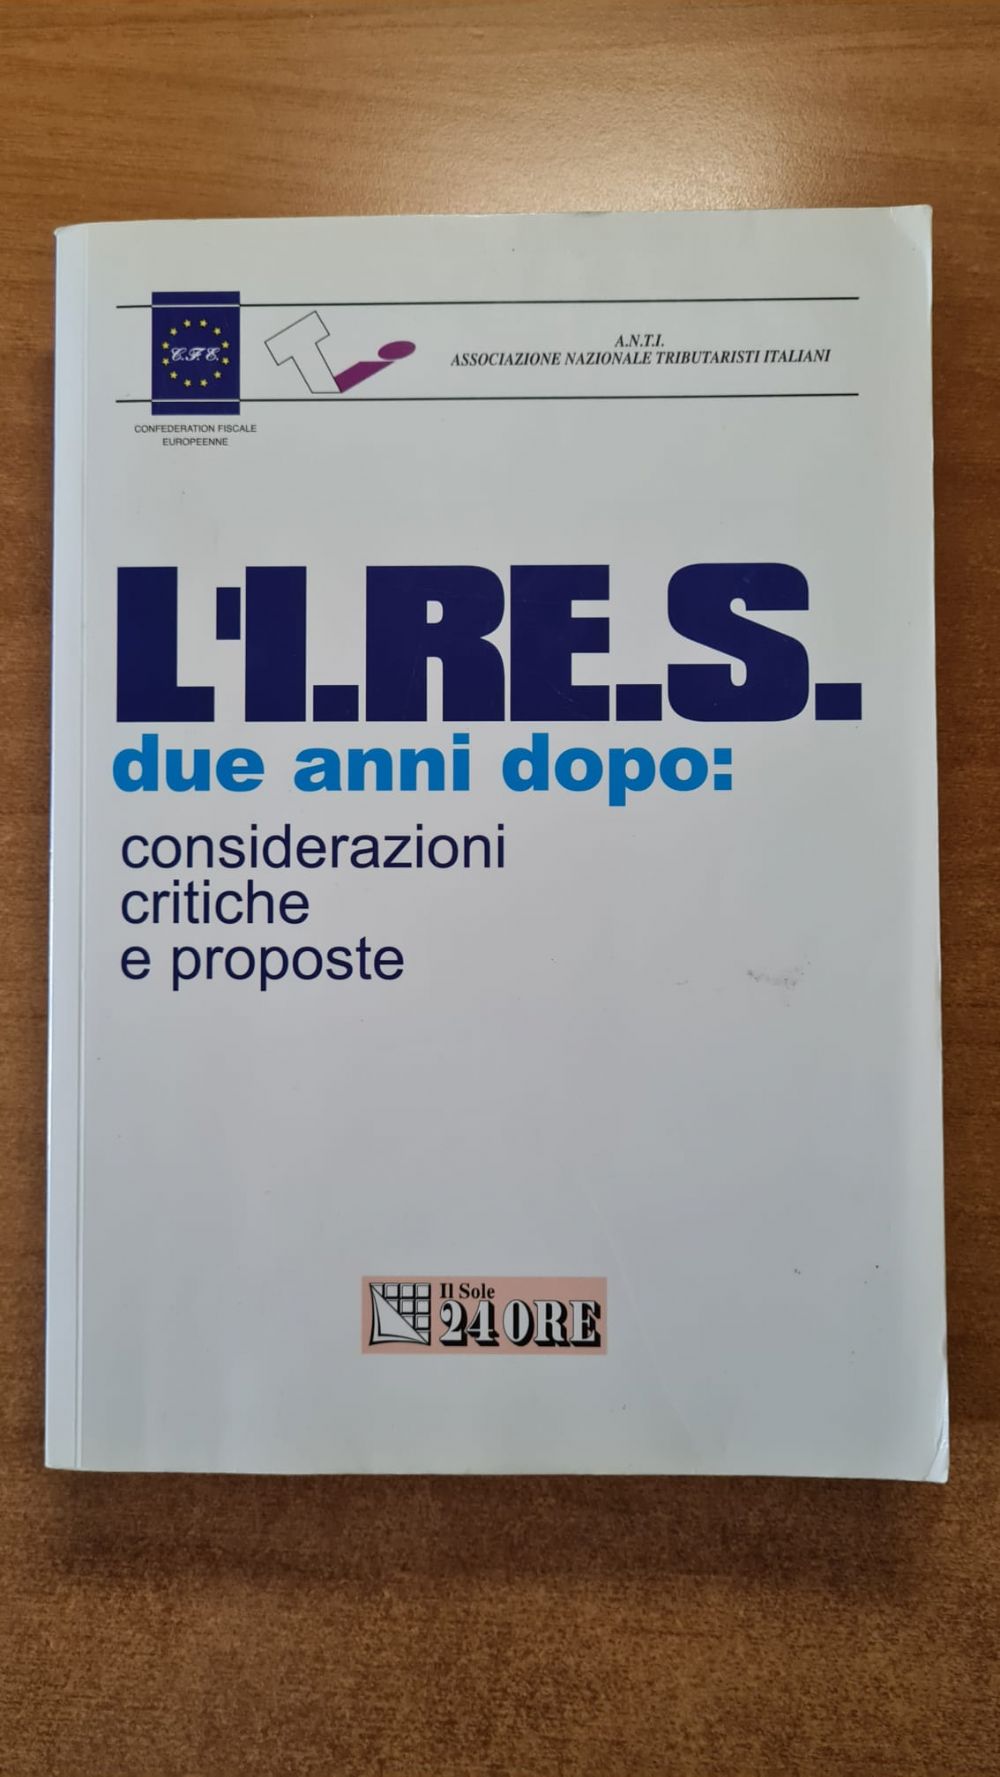 C.F.E.
CONFEDERATION FISCALE
EUROPEENNE
A.N.T.I.
ASSOCIAZIONE NAZIONALE TRIBUTARISTI ITALIANI
L'I.RE.S.
due anni dopo:
considerazioni
critiche
e proposte
Il Sole
24 ORE